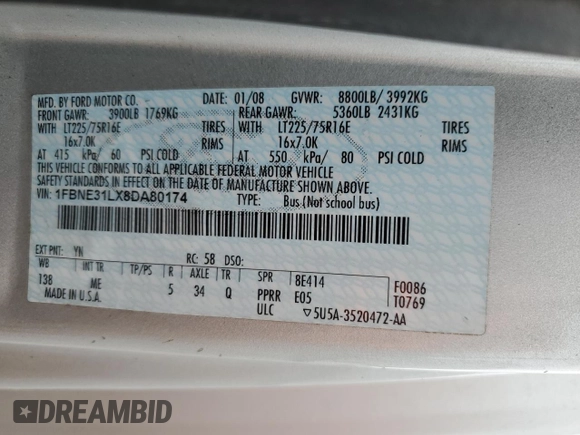 MFD. BY FORD MOTOR CO. DATE: 01/08 GVWR: 8800LB/ 3992KG
FRONT GAWR: 3900LB 1769KG REAR GAWR: 5360LB 2431KG
WITH LT225/75R16E TIRES WITH LT225/75R16E TIRES
16x7.0K RIMS 16x7.0K RIMS
AT 415 kPa/ 60 PSI COLD AT 550 kPa/ 80 PSI COLD
THIS VEHICLE CONFORMS TO ALL APPLICABLE FEDERAL MOTOR VEHICLE
SAFETY STANDARDS IN EFFECT ON THE DATE OF MANUFACTURE SHOWN ABOVE.
VIN: 1FBNE31LX8DA80174 TYPE: Bus (Not school bus)
EXT PNT: YN RC: 58 DSO:
WB INT TR TP/PS R AXLE TR SPR 8E414 F0086
138 ME 5 34 Q PPRR E05 T0769
MADE IN U.S.A. ULC ▽5U5A-3520472-AA
DREAMBID